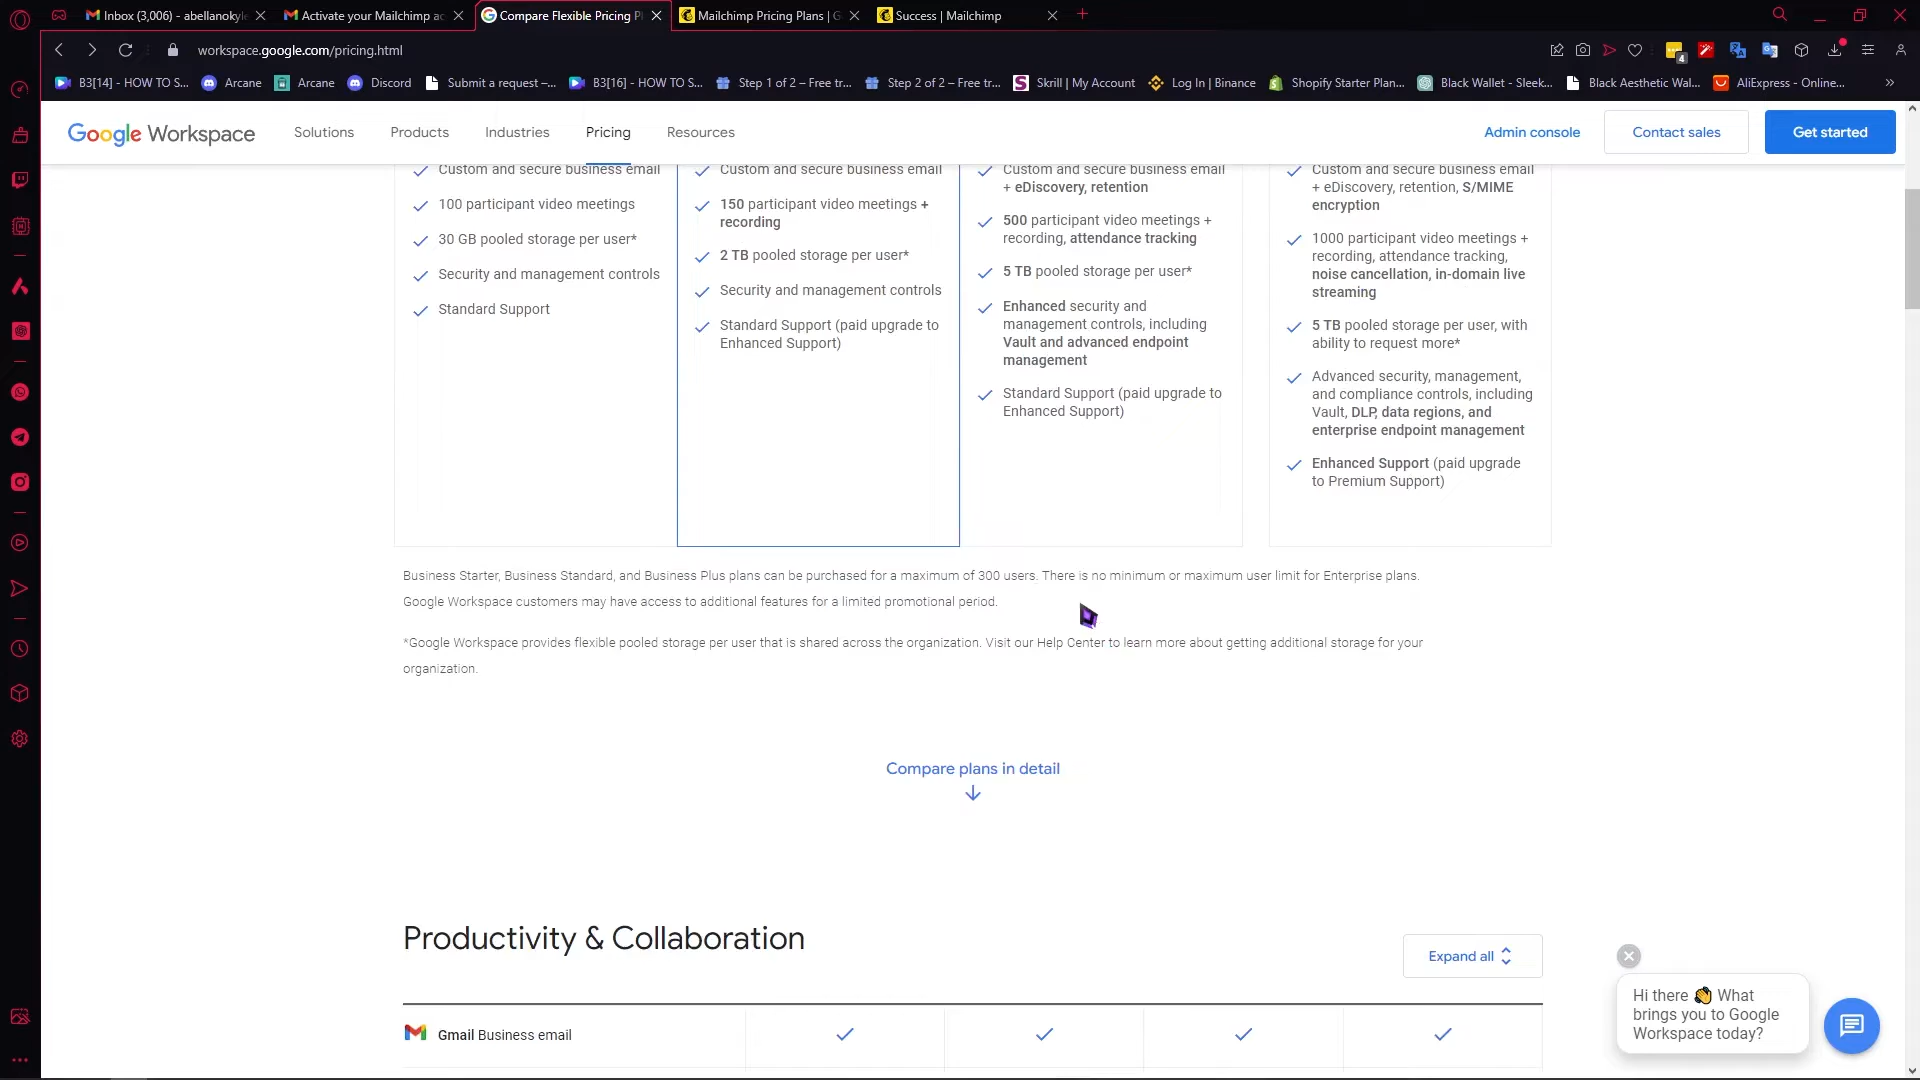 Inbox (3,006) - abellanokyle
Activate your Mailchimp ac
Compare Flexible Pricing P
Mailchimp Pricing Plans | G
Success | Mailchimp
workspace.google.com/pricing.html
4
B3[14] - HOW TO S...
Arcane
Arcane
Discord
Submit a request –...
B3[16] - HOW TO S...
Step 1 of 2 – Free tr...
Step 2 of 2 – Free tr...
Skrill | My Account
Log In | Binance
Shopify Starter Plan...
Black Wallet - Sleek...
Black Aesthetic Wal...
AliExpress - Online...
Google Workspace
Solutions
Products
Industries
Pricing
Resources
Admin console
Contact sales
Get started
Custom and secure business email
100 participant video meetings
30 GB pooled storage per user*
Security and management controls
Standard Support
Custom and secure business email
150 participant video meetings +
recording
2 TB pooled storage per user*
Security and management controls
Standard Support (paid upgrade to
Enhanced Support)
Custom and secure business email
+ eDiscovery, retention
500 participant video meetings +
recording, attendance tracking
5 TB pooled storage per user*
Enhanced security and
management controls, including
Vault and advanced endpoint
management
Standard Support (paid upgrade to
Enhanced Support)
Custom and secure business email
+ eDiscovery, retention, S/MIME
encryption
1000 participant video meetings +
recording, attendance tracking,
noise cancellation, in-domain live
streaming
5 TB pooled storage per user, with
ability to request more*
Advanced security, management,
and compliance controls, including
Vault, DLP, data regions, and
enterprise endpoint management
Enhanced Support (paid upgrade
to Premium Support)
Business Starter, Business Standard, and Business Plus plans can be purchased for a maximum of 300 users. There is no minimum or maximum user limit for Enterprise plans.
Google Workspace customers may have access to additional features for a limited promotional period.
*Google Workspace provides flexible pooled storage per user that is shared across the organization. Visit our Help Center to learn more about getting additional storage for your
organization.
Compare plans in detail
Productivity & Collaboration
Expand all
Gmail Business email
Hi there 👋 What
brings you to Google
Workspace today?